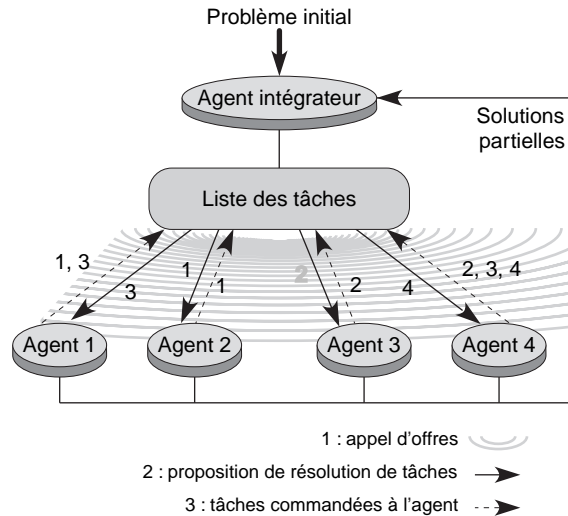 Problème initial
Agent intégrateur
Solutions
partielles
Liste des tâches
1, 3
3
1
1
2
2
4
2, 3, 4
Agent 1
Agent 2
Agent 3
Agent 4
1 : appel d’offres
2 : proposition de résolution de tâches
3 : tâches commandées à l’agent